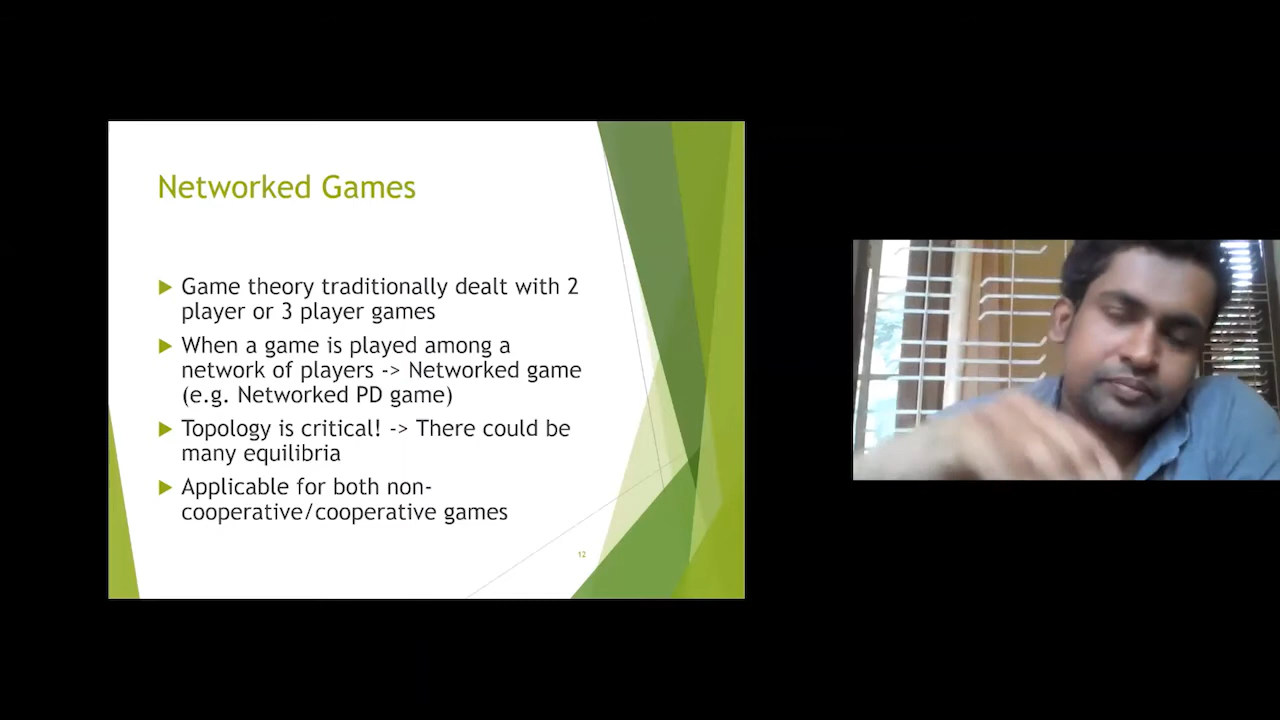 Networked Games
Game theory traditionally dealt with 2
player or 3 player games
When a game is played among a
network of players -> Networked game
(e.g. Networked PD game)
Topology is critical! -> There could be
many equilibria
Applicable for both non-
cooperative/cooperative games
12